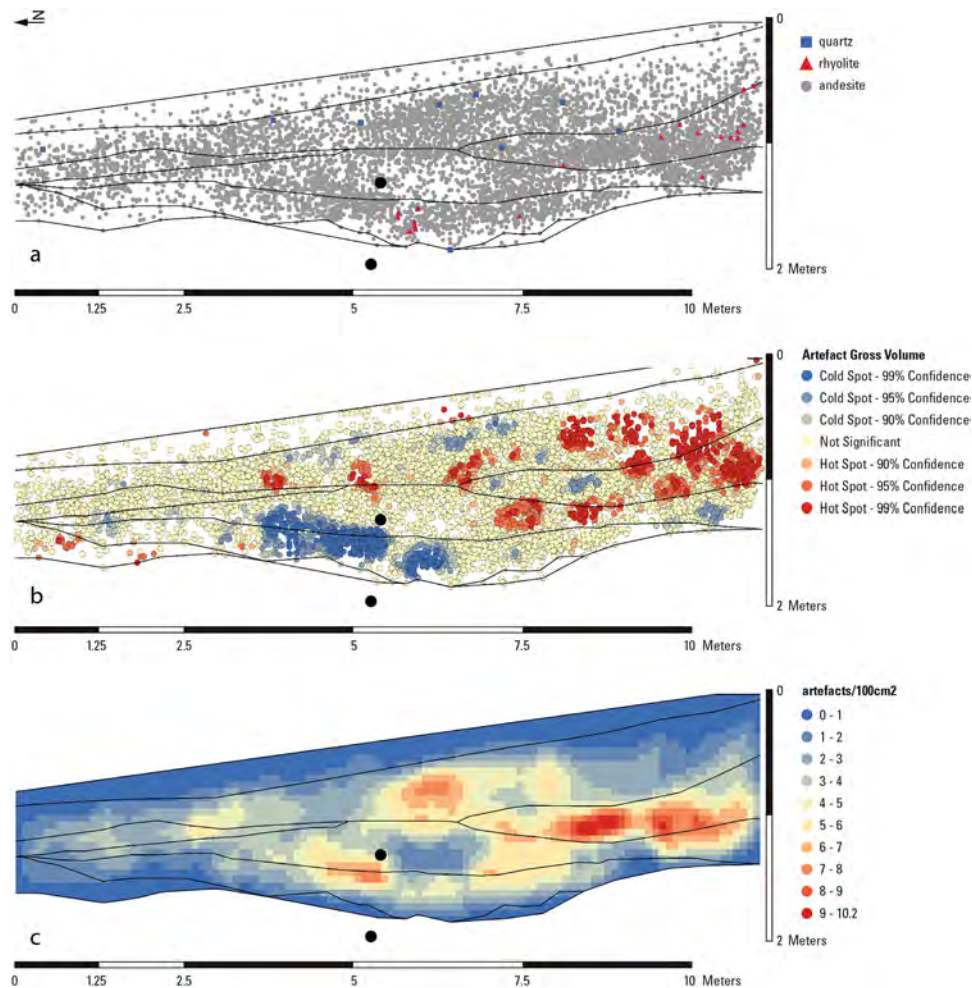 N
0
quartz
rhyolite
andesite
a
2 Meters
0 1.25 2.5 5 7.5 10 Meters
0
Artefact Gross Volume
Cold Spot - 99% Confidence
Cold Spot - 95% Confidence
Cold Spot - 90% Confidence
Not Significant
Hot Spot - 90% Confidence
Hot Spot - 95% Confidence
Hot Spot - 99% Confidence
b
2 Meters
0 1.25 2.5 5 7.5 10 Meters
0
artefacts/100cm2
0 - 1
1 - 2
2 - 3
3 - 4
4 - 5
5 - 6
6 - 7
7 - 8
8 - 9
9 - 10.2
c
2 Meters
0 1.25 2.5 5 7.5 10 Meters